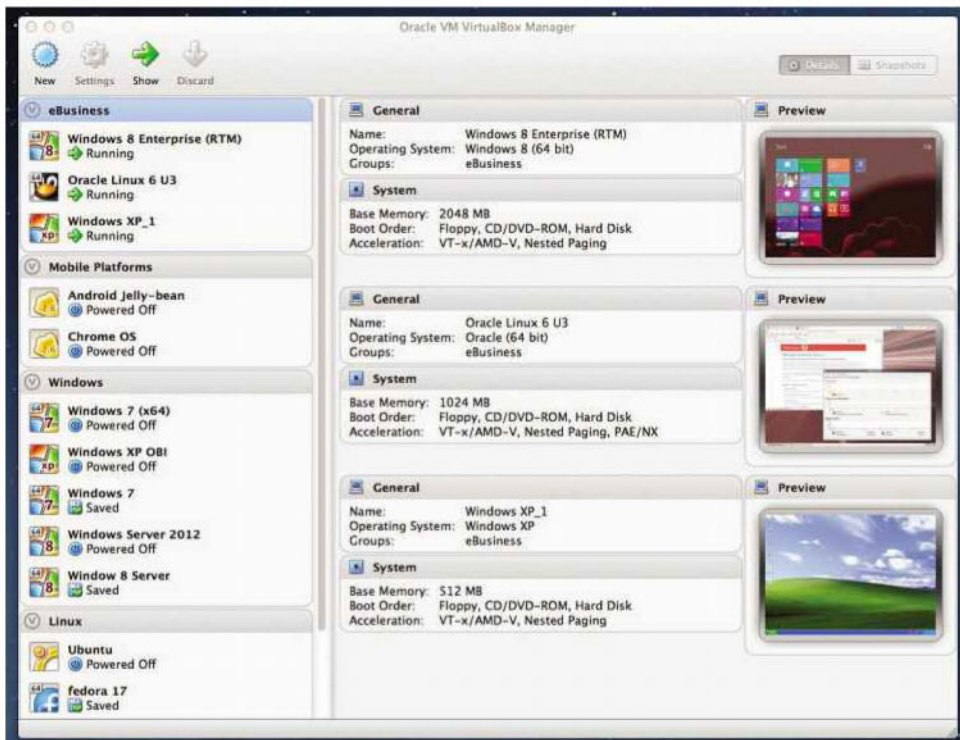 Oracle VM VirtualBox Manager
New Settings Show Discard
Details Snapshots
eBusiness
Windows 8 Enterprise (RTM)
Running
Oracle Linux 6 U3
Running
Windows XP_1
Running
Mobile Platforms
Android Jelly-bean
Powered Off
Chrome OS
Powered Off
Windows
Windows 7 (x64)
Powered Off
Windows XP OBI
Powered Off
Windows 7
Saved
Windows Server 2012
Powered Off
Window 8 Server
Saved
Linux
Ubuntu
Powered Off
fedora 17
Saved
General
Name: Windows 8 Enterprise (RTM)
Operating System: Windows 8 (64 bit)
Groups: eBusiness
System
Base Memory: 2048 MB
Boot Order: Floppy, CD/DVD-ROM, Hard Disk
Acceleration: VT-x/AMD-V, Nested Paging
Preview
General
Name: Oracle Linux 6 U3
Operating System: Oracle (64 bit)
Groups: eBusiness
System
Base Memory: 1024 MB
Boot Order: Floppy, CD/DVD-ROM, Hard Disk
Acceleration: VT-x/AMD-V, Nested Paging, PAE/NX
Preview
General
Name: Windows XP_1
Operating System: Windows XP
Groups: eBusiness
System
Base Memory: 512 MB
Boot Order: Floppy, CD/DVD-ROM, Hard Disk
Acceleration: VT-x/AMD-V, Nested Paging
Preview